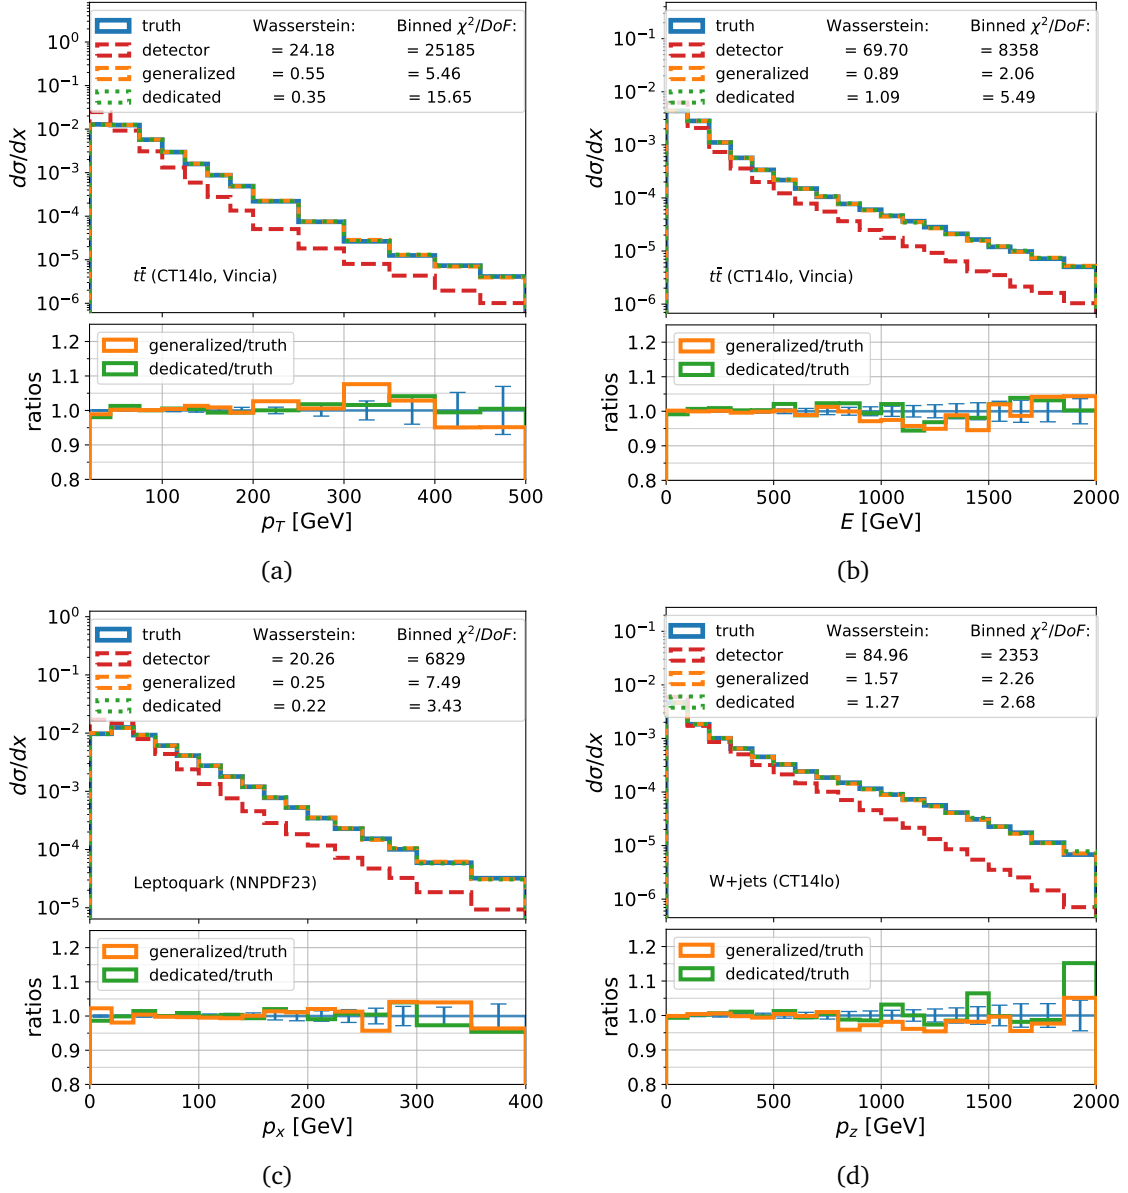 truth Wasserstein: Binned χ²/DoF:
detector = 24.18 = 25185
generalized = 0.55 = 5.46
dedicated = 0.35 = 15.65
10⁰
10⁻¹
10⁻²
10⁻³
10⁻⁴
10⁻⁵
10⁻⁶
dσ/dx
tt̄ (CT14lo, Vincia)
generalized/truth
dedicated/truth
1.2
1.1
1.0
0.9
0.8
ratios
100 200 300 400 500
p_T [GeV]
(a)
truth Wasserstein: Binned χ²/DoF:
detector = 69.70 = 8358
generalized = 0.89 = 2.06
dedicated = 1.09 = 5.49
10⁻¹
10⁻²
10⁻³
10⁻⁴
10⁻⁵
10⁻⁶
dσ/dx
tt̄ (CT14lo, Vincia)
generalized/truth
dedicated/truth
1.2
1.1
1.0
0.9
0.8
ratios
0 500 1000 1500 2000
E [GeV]
(b)
truth Wasserstein: Binned χ²/DoF:
detector = 20.26 = 6829
generalized = 0.25 = 7.49
dedicated = 0.22 = 3.43
10⁰
10⁻¹
10⁻²
10⁻³
10⁻⁴
10⁻⁵
dσ/dx
Leptoquark (NNPDF23)
generalized/truth
dedicated/truth
1.2
1.1
1.0
0.9
0.8
ratios
0 100 200 300 400
p_x [GeV]
(c)
truth Wasserstein: Binned χ²/DoF:
detector = 84.96 = 2353
generalized = 1.57 = 2.26
dedicated = 1.27 = 2.68
10⁻¹
10⁻²
10⁻³
10⁻⁴
10⁻⁵
10⁻⁶
dσ/dx
W+jets (CT14lo)
generalized/truth
dedicated/truth
1.2
1.1
1.0
0.9
0.8
ratios
0 500 1000 1500 2000
p_z [GeV]
(d)